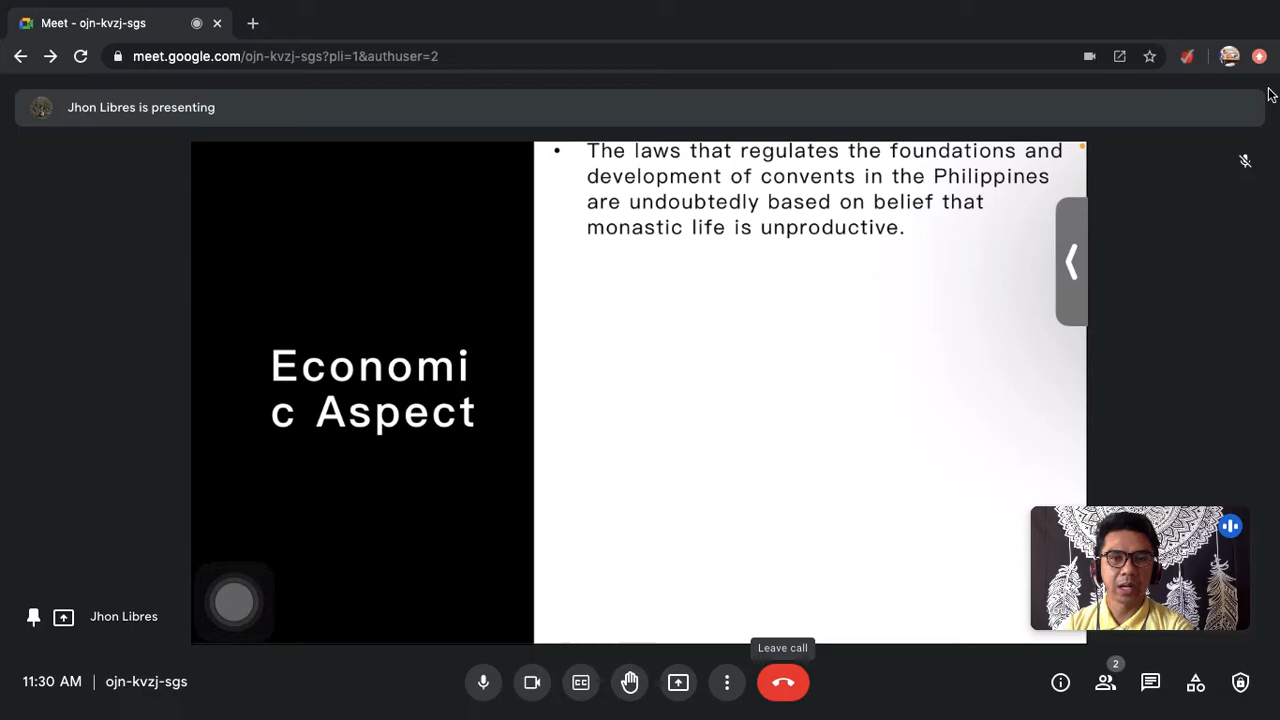 Meet - ojn-kvzj-sgs
meet.google.com/ojn-kvzj-sgs?pli=1&authuser=2
Jhon Libres is presenting
• The laws that regulates the foundations and
development of convents in the Philippines
are undoubtedly based on belief that
monastic life is unproductive.
Economi
c Aspect
Jhon Libres
Leave call
2
11:30 AM | ojn-kvzj-sgs